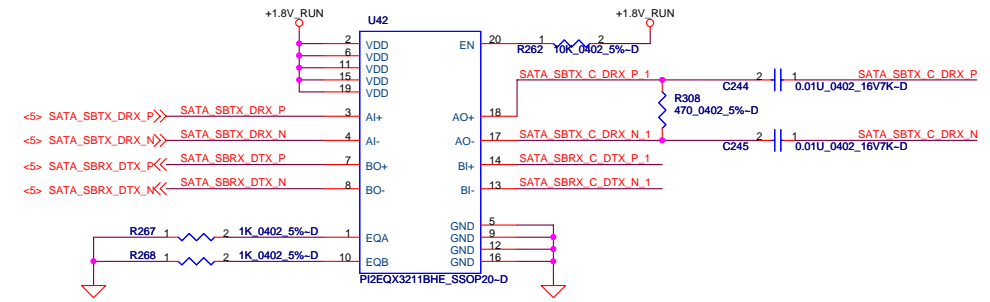 +1.8V_RUN
U42
+1.8V_RUN
2 VDD
6 VDD
11 VDD
15 VDD
19 VDD
EN 20
R262 1 2 10K_0402_5%~D
<5> SATA_SBTX_DRX_P SATA_SBTX_DRX_P 3 AI+
<5> SATA_SBTX_DRX_N SATA_SBTX_DRX_N 4 AI-
<5> SATA_SBRX_DTX_P SATA_SBRX_DTX_P 7 BO+
<5> SATA_SBRX_DTX_N SATA_SBRX_DTX_N 8 BO-
AO+ 18 SATA_SBTX_C_DRX_P_1
AO- 17 SATA_SBTX_C_DRX_N_1
BI+ 14 SATA_SBRX_C_DTX_P_1
BI- 13 SATA_SBRX_C_DTX_N_1
C244 2 1 0.01U_0402_16V7K~D SATA_SBTX_C_DRX_P
R308
470_0402_5%~D
C245 2 1 0.01U_0402_16V7K~D SATA_SBTX_C_DRX_N
R267 1 2 1K_0402_5%~D 1 EQA
R268 1 2 1K_0402_5%~D 10 EQB
GND 5
GND 9
GND 12
GND 16
PI2EQX3211BHE_SSOP20~D